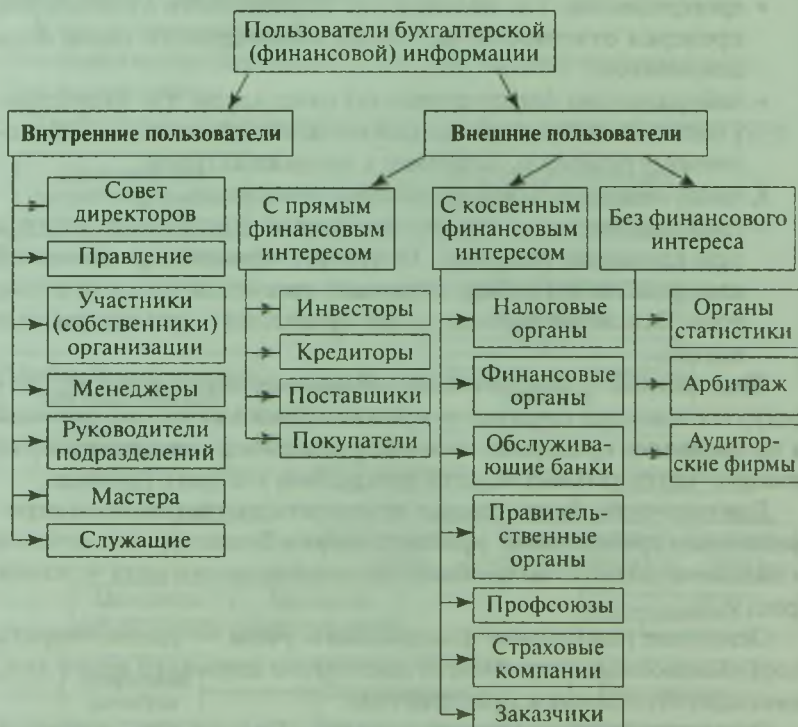 Пользователи бухгалтерской
(финансовой) информации
Внутренние пользователи
Совет
директоров
Правление
Участники
(собственники)
организации
Менеджеры
Руководители
подразделений
Мастера
Служащие
Внешние пользователи
С прямым
финансовым
интересом
Инвесторы
Кредиторы
Поставщики
Покупатели
С косвенным
финансовым
интересом
Налоговые
органы
Финансовые
органы
Обслужива-
ющие банки
Правитель-
ственные
органы
Профсоюзы
Страховые
компании
Заказчики
Без финансового
интереса
Органы
статистики
Арбитраж
Аудитор-
ские фирмы